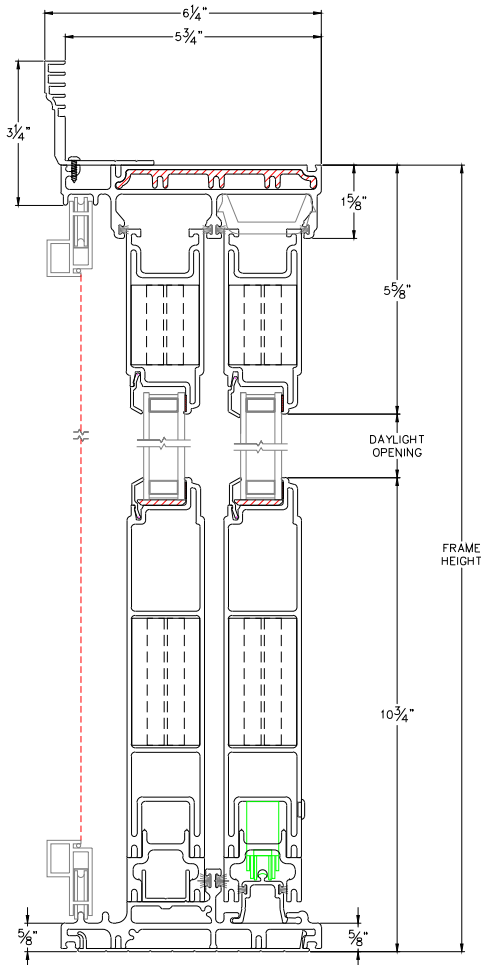 6¼"
5¾"
3¼"
1⅝"
5⅝"
DAYLIGHT
OPENING
FRAME
HEIGHT
10¾"
⅝"
⅝"